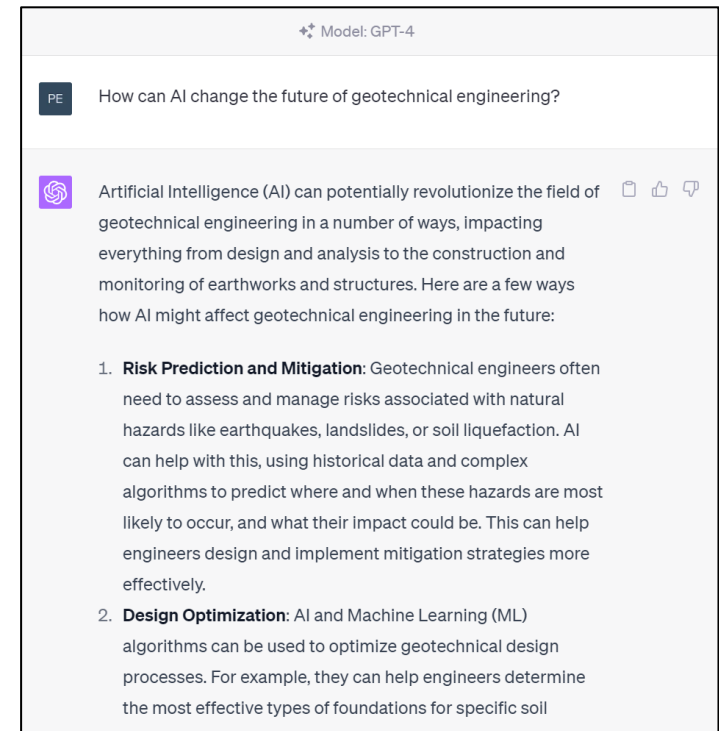 Model: GPT-4
PE
How can AI change the future of geotechnical engineering?
Artificial Intelligence (AI) can potentially revolutionize the field of
geotechnical engineering in a number of ways, impacting
everything from design and analysis to the construction and
monitoring of earthworks and structures. Here are a few ways
how AI might affect geotechnical engineering in the future:
1. Risk Prediction and Mitigation: Geotechnical engineers often
need to assess and manage risks associated with natural
hazards like earthquakes, landslides, or soil liquefaction. AI
can help with this, using historical data and complex
algorithms to predict where and when these hazards are most
likely to occur, and what their impact could be. This can help
engineers design and implement mitigation strategies more
effectively.
2. Design Optimization: AI and Machine Learning (ML)
algorithms can be used to optimize geotechnical design
processes. For example, they can help engineers determine
the most effective types of foundations for specific soil